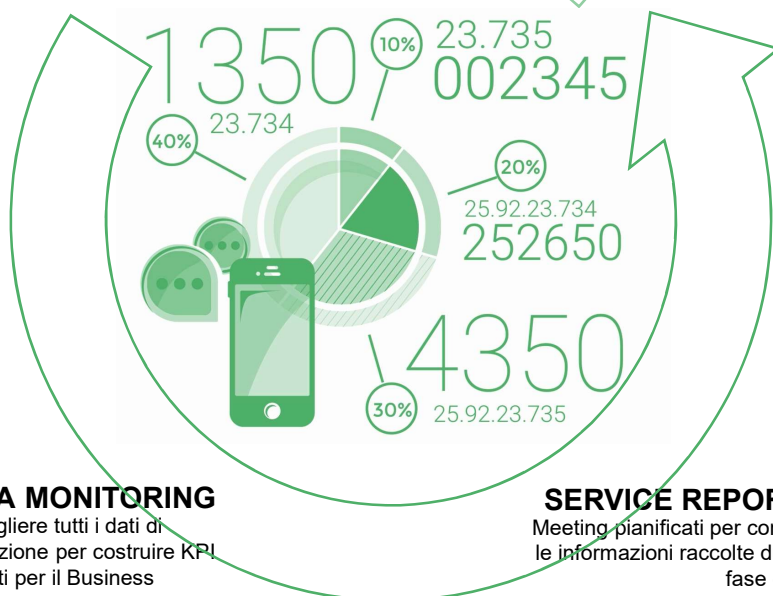 1350
10%
23.735
002345
23.734
40%
20%
25.92.23.734
252650
4350
30%
25.92.23.735
A MONITORING
gliere tutti i dati di
zione per costruire KPI
ti per il Business
SERVICE REPOR
Meeting pianificati per con
le informazioni raccolte d
fase